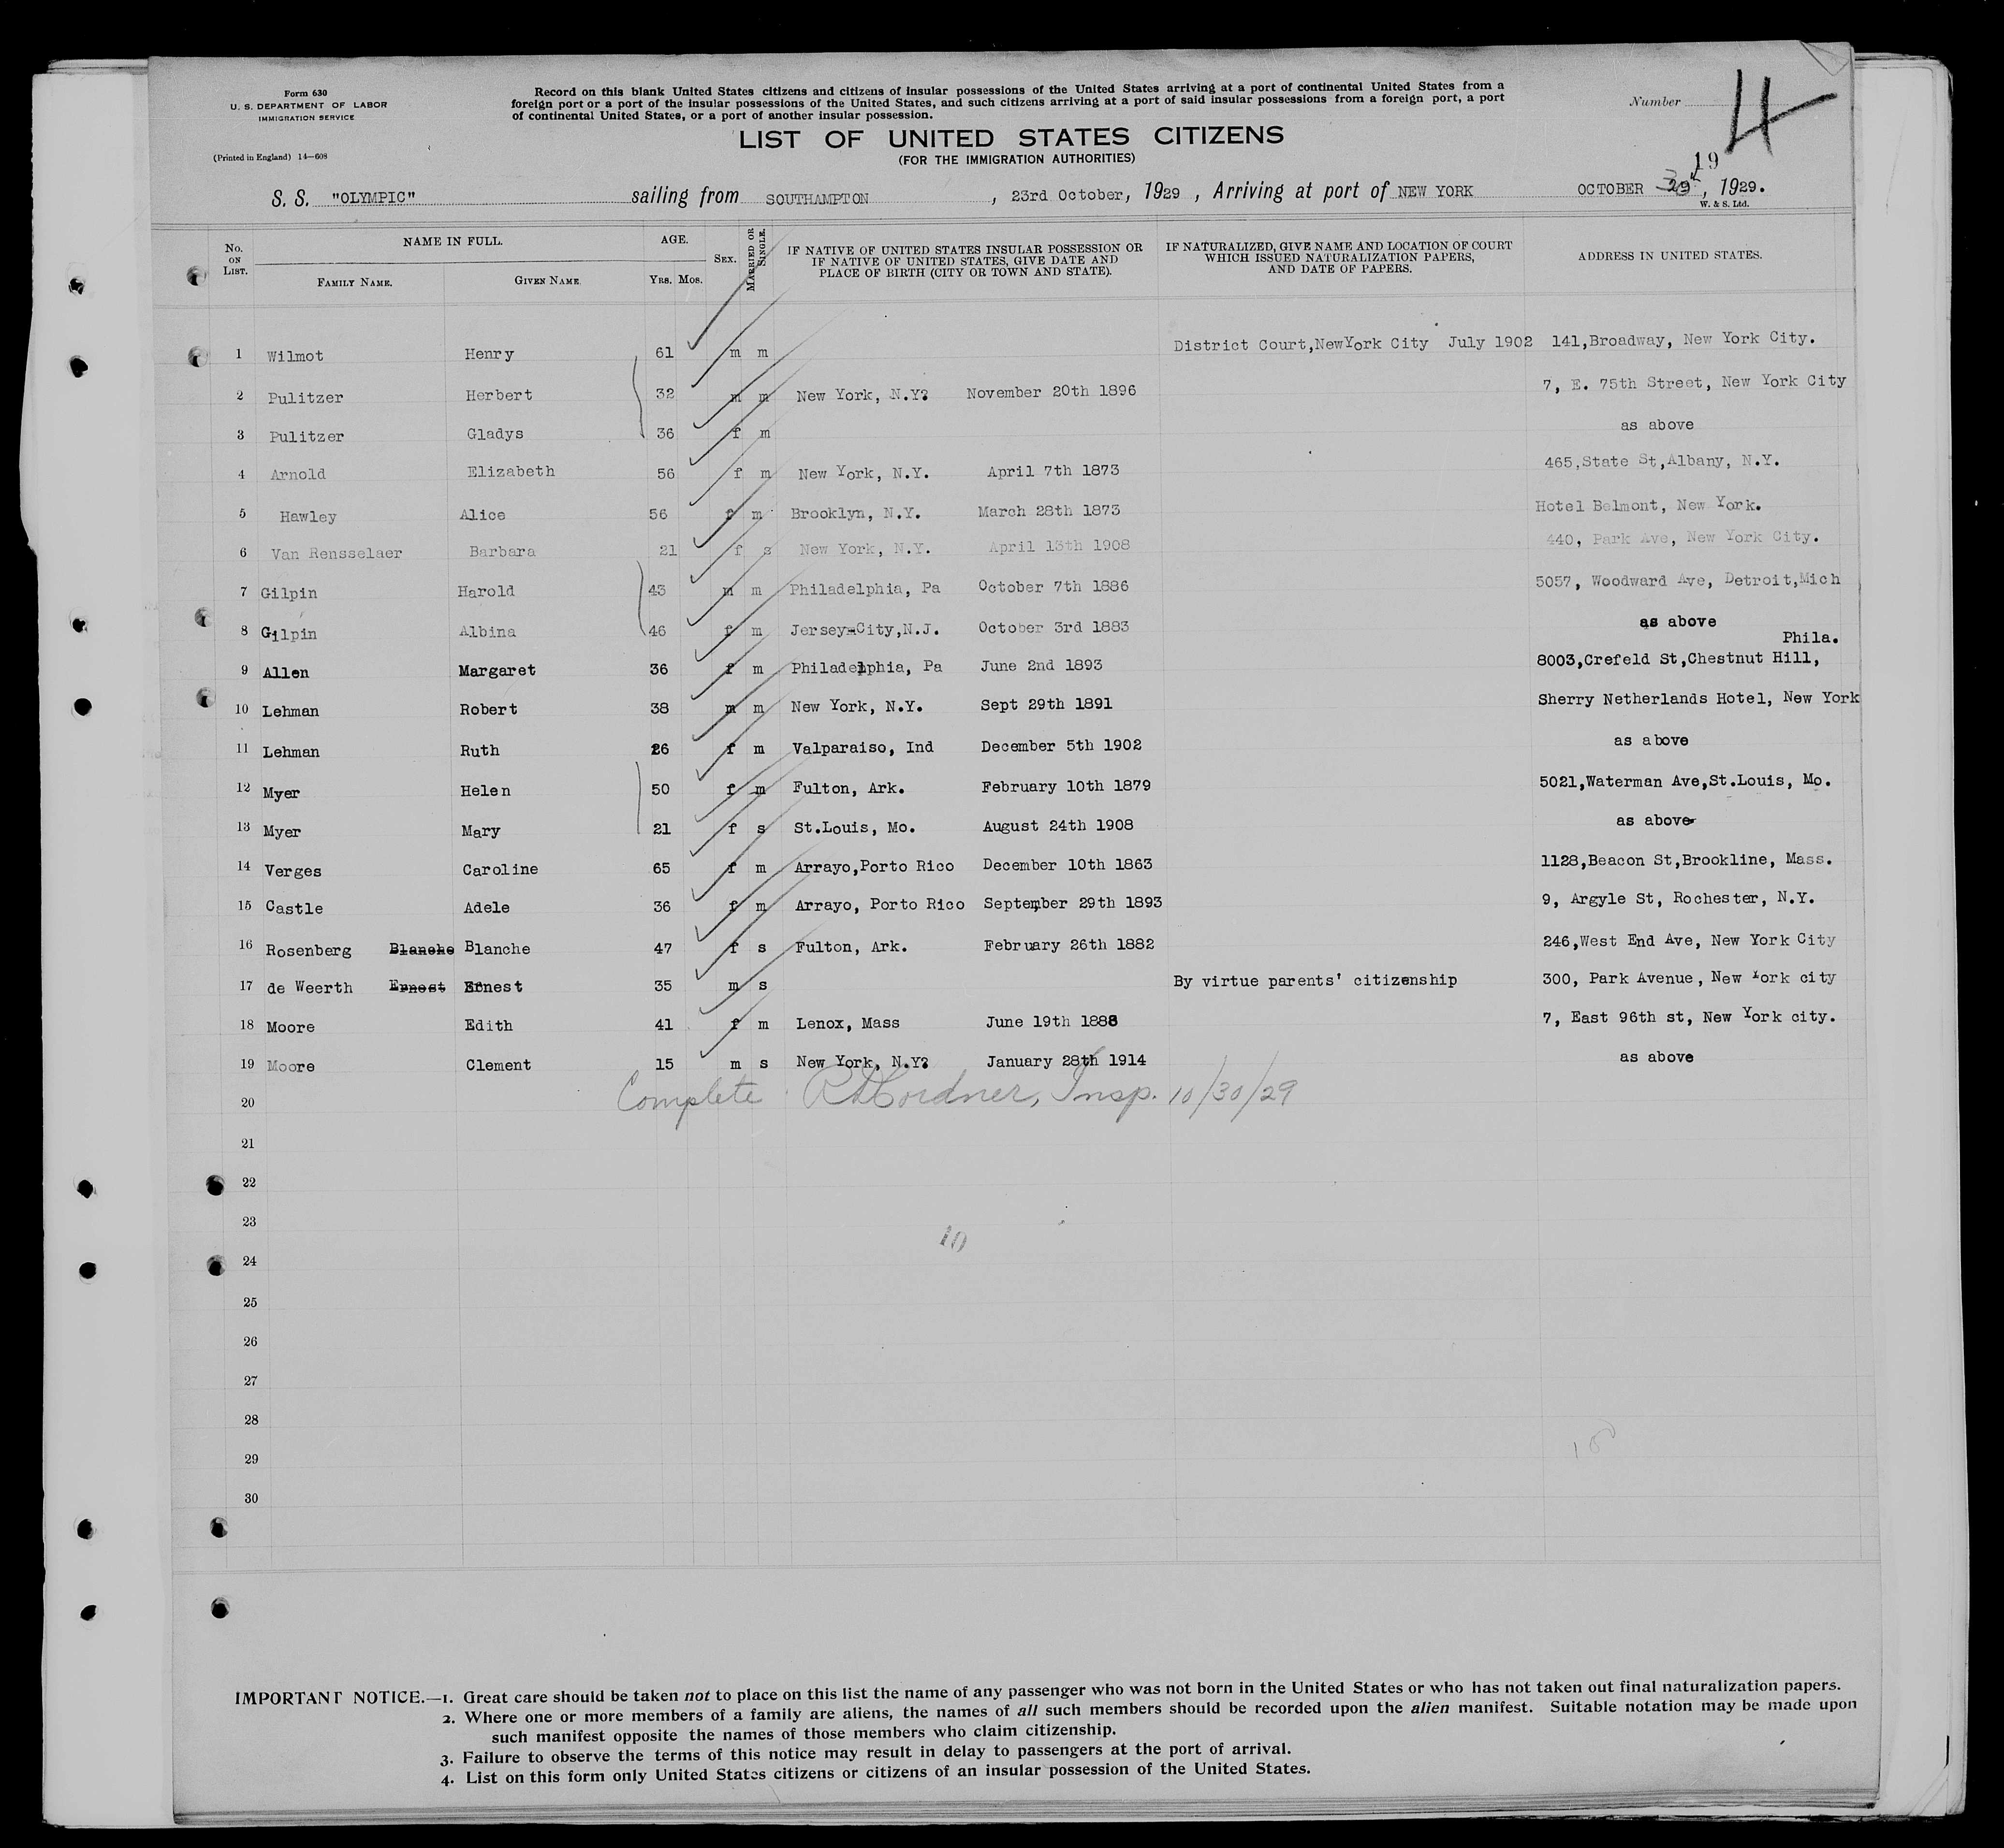 Form 630
U. S. DEPARTMENT OF LABOR
IMMIGRATION SERVICE
(Printed in England) 14—608
Record on this blank United States citizens and citizens of insular possessions of the United States arriving at a port of continental United States from a
foreign port or a port of the insular possessions of the United States, and such citizens arriving at a port of said insular possessions from a foreign port, a port
of continental United States, or a port of another insular possession.
Number 4
LIST OF UNITED STATES CITIZENS
(FOR THE IMMIGRATION AUTHORITIES)
19
S. S. "OLYMPIC" sailing from SOUTHAMPTON , 23rd October, 1929 , Arriving at port of NEW YORK OCTOBER 29 , 1929.
W. & S. Ltd.
No. ON LIST. NAME IN FULL. FAMILY NAME. GIVEN NAME. AGE. YRS. MOS. SEX. MARRIED OR SINGLE. IF NATIVE OF UNITED STATES INSULAR POSSESSION OR IF NATIVE OF UNITED STATES, GIVE DATE AND PLACE OF BIRTH (CITY OR TOWN AND STATE). IF NATURALIZED, GIVE NAME AND LOCATION OF COURT WHICH ISSUED NATURALIZATION PAPERS, AND DATE OF PAPERS. ADDRESS IN UNITED STATES.
1 Wilmot Henry 61 m m District Court,NewYork City July 1902 141,Broadway, New York City.
2 Pulitzer Herbert 32 m m New York, N.Y? November 20th 1896 7, E. 75th Street, New York City
3 Pulitzer Gladys 36 f m as above
4 Arnold Elizabeth 56 f m New York, N.Y. April 7th 1873 465,State St,Albany, N.Y.
5 Hawley Alice 56 f m Brooklyn, N.Y. March 28th 1873 Hotel Belmont, New York.
6 Van Rensselaer Barbara 21 f s New York, N.Y. April 13th 1908 440, Park Ave, New York City.
7 Gilpin Harold 43 m m Philadelphia, Pa October 7th 1886 5057, Woodward Ave, Detroit,Mich
8 Gilpin Albina 46 f m Jersey-City,N.J. October 3rd 1883 as above
Phila.
9 Allen Margaret 36 f m Philadelphia, Pa June 2nd 1893 8003,Crefeld St,Chestnut Hill,
10 Lehman Robert 38 m m New York, N.Y. Sept 29th 1891 Sherry Netherlands Hotel, New York
11 Lehman Ruth 26 f m Valparaiso, Ind December 5th 1902 as above
12 Myer Helen 50 f m Fulton, Ark. February 10th 1879 5021,Waterman Ave,St.Louis, Mo.
13 Myer Mary 21 f s St.Louis, Mo. August 24th 1908 as above
14 Verges Caroline 65 f m Arrayo,Porto Rico December 10th 1863 1128,Beacon St,Brookline, Mass.
15 Castle Adele 36 f m Arrayo, Porto Rico September 29th 1893 9, Argyle St, Rochester, N.Y.
16 Rosenberg Blanche Blanche 47 f s Fulton, Ark. February 26th 1882 246,West End Ave, New York City
17 de Weerth Ernest Ernest 35 m s By virtue parents' citizenship 300, Park Avenue, New York city
18 Moore Edith 41 f m Lenox, Mass June 19th 1888 7, East 96th st, New York city.
19 Moore Clement 15 m s New York, N.Y? January 28th 1914 as above
Complete Insp. 10/30/29
20
21
22
23
10
24
25
26
27
28
29
30
IMPORTANT NOTICE.—1. Great care should be taken not to place on this list the name of any passenger who was not born in the United States or who has not taken out final naturalization papers.
2. Where one or more members of a family are aliens, the names of all such members should be recorded upon the alien manifest. Suitable notation may be made upon
such manifest opposite the names of those members who claim citizenship.
3. Failure to observe the terms of this notice may result in delay to passengers at the port of arrival.
4. List on this form only United States citizens or citizens of an insular possession of the United States.